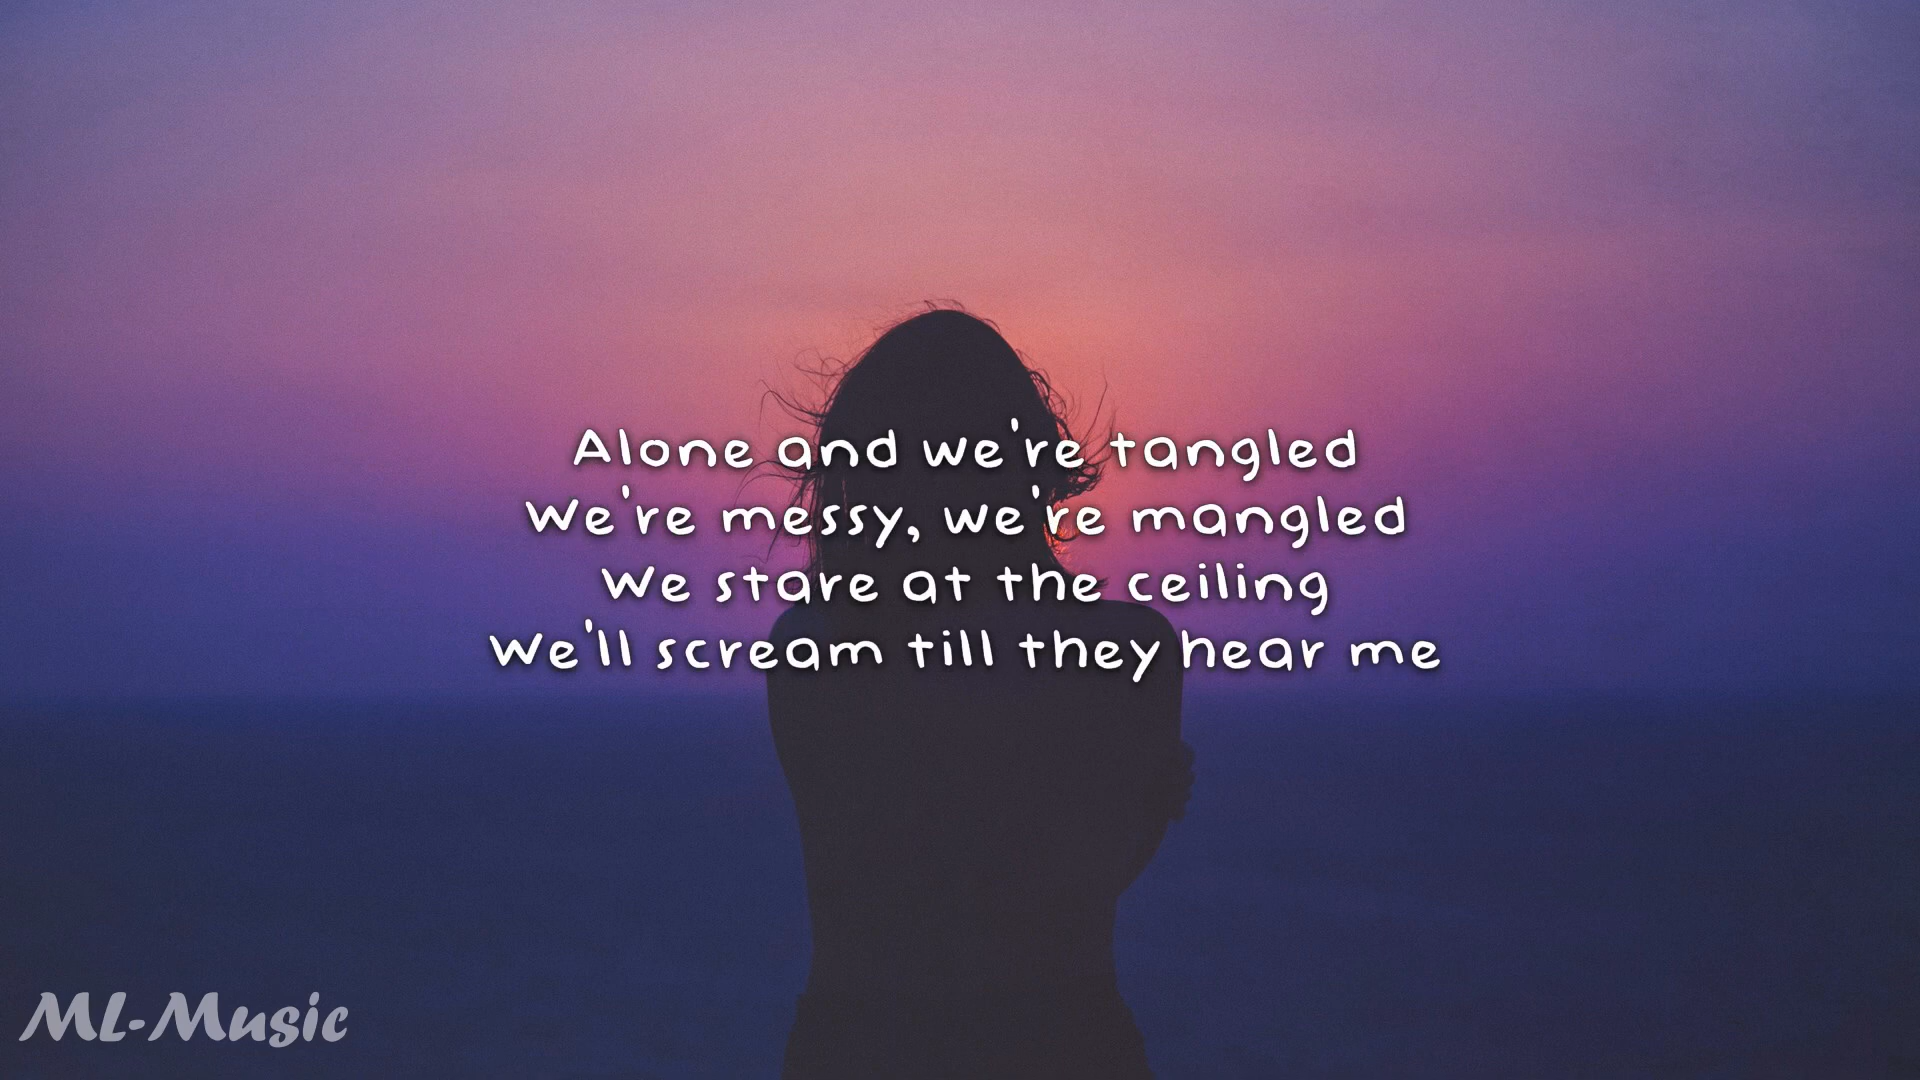 Alone and we're tangled
We're messy, we're mangled
We stare at the ceiling
We'll scream till they hear me
ML-Music